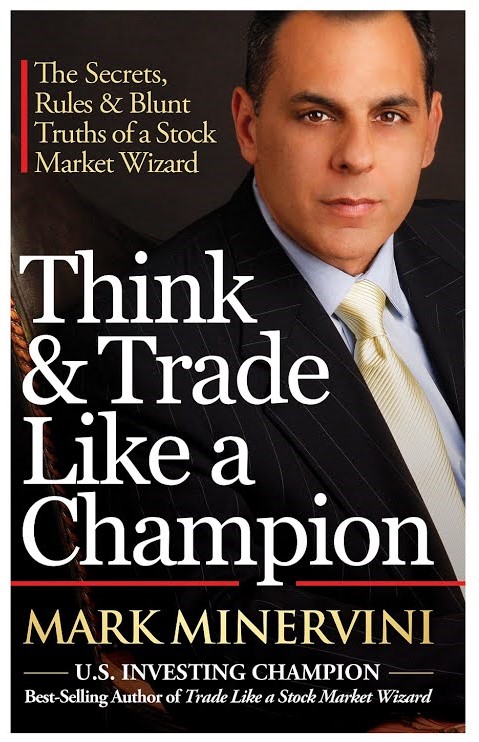 The Secrets,
Rules & Blunt
Truths of a Stock
Market Wizard
Think
& Trade
Like a
Champion
MARK MINERVINI
U.S. INVESTING CHAMPION
Best-Selling Author of Trade Like a Stock Market Wizard